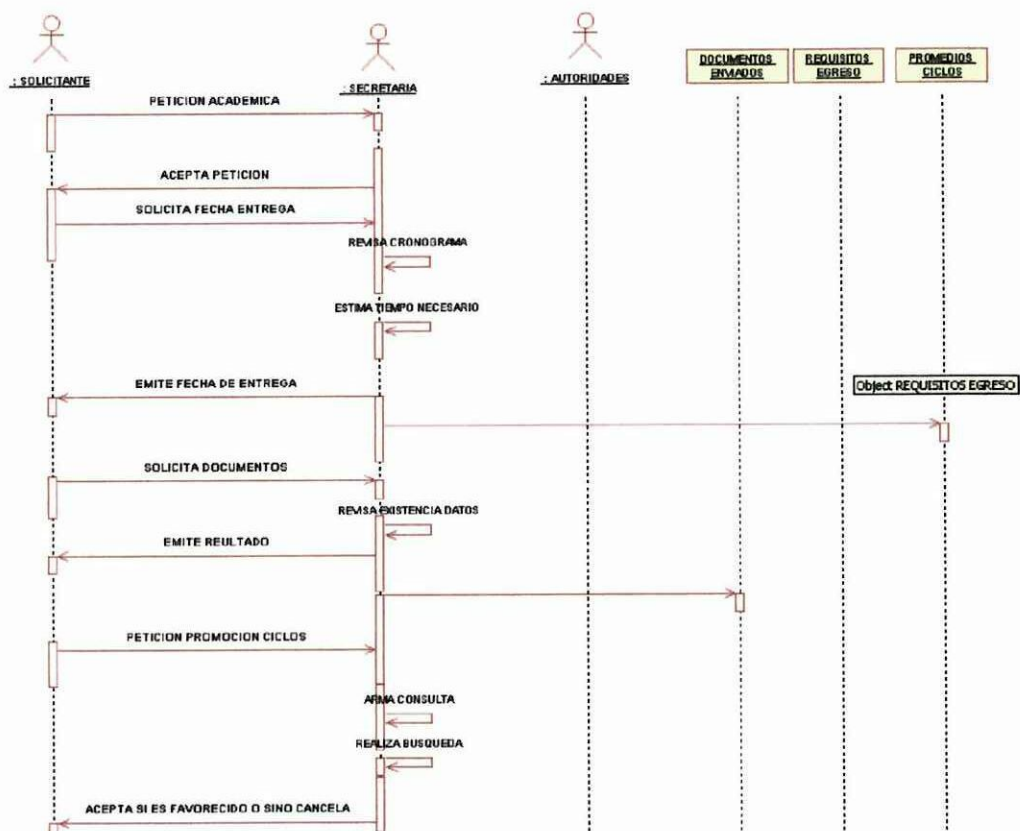 : SOLICITANTE
: SECRETARIA
: AUTORIDADES
DOCUMENTOS
ENVIADOS
REQUISITOS
EGRESO
PROMEDIOS
CICLOS
PETICION ACADEMICA
ACEPTA PETICION
SOLICITA FECHA ENTREGA
REVISA CRONOGRAMA
ESTIMA TIEMPO NECESARIO
EMITE FECHA DE ENTREGA
Object REQUISITOS EGRESO
SOLICITA DOCUMENTOS
REVISA EXISTENCIA DATOS
EMITE REULTADO
PETICION PROMOCION CICLOS
ARMA CONSULTA
REALIZA BUSQUEDA
ACEPTA SI ES FAVORECIDO O SINO CANCELA